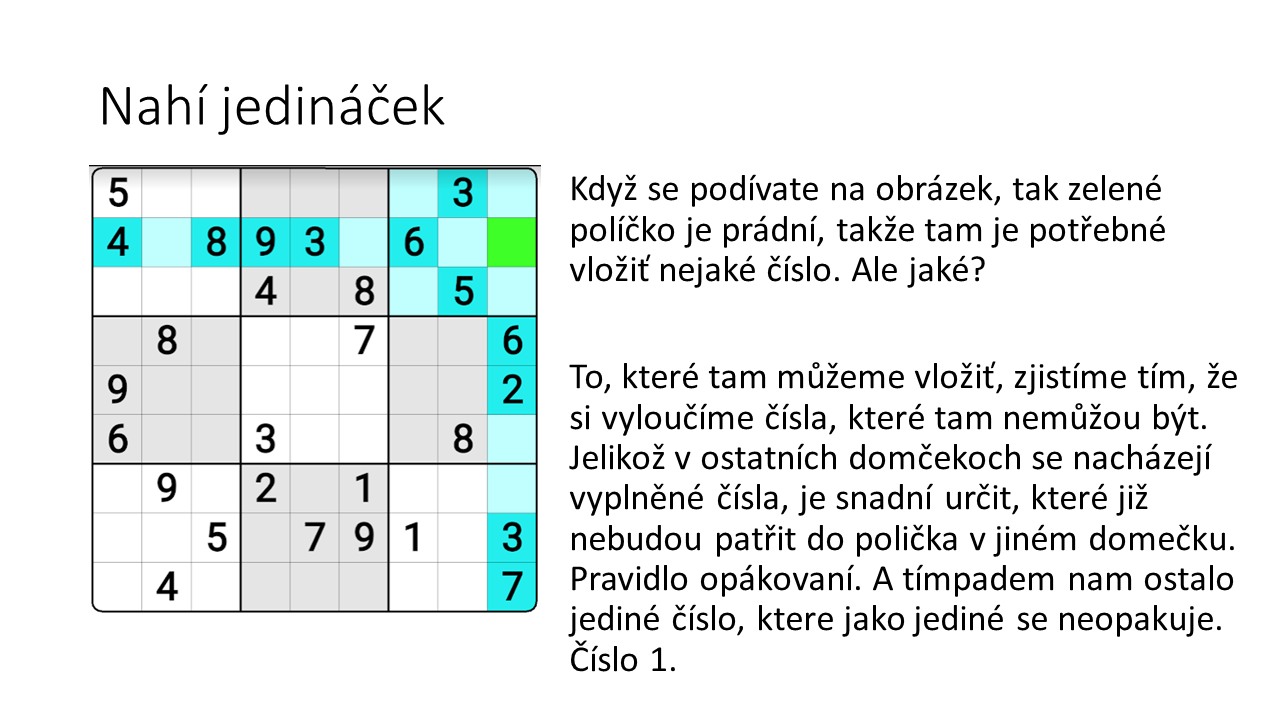 Nahí jedináček
5 3
4 8 9 3 6
4 8 5
8 7 6
9 2
6 3 8
9 2 1
5 7 9 1 3
4 7
Když se podívate na obrázek, tak zelené
políčko je prádní, takže tam je potřebné
vložiť nejaké číslo. Ale jaké?
To, které tam můžeme vložiť, zjistíme tím, že
si vyloučíme čísla, které tam nemůžou být.
Jelikož v ostatních domčekoch se nacházejí
vyplněné čísla, je snadní určit, které již
nebudou patřit do polička v jiném domečku.
Pravidlo opákovaní. A tímpadem nam ostalo
jediné číslo, ktere jako jediné se neopakuje.
Číslo 1.